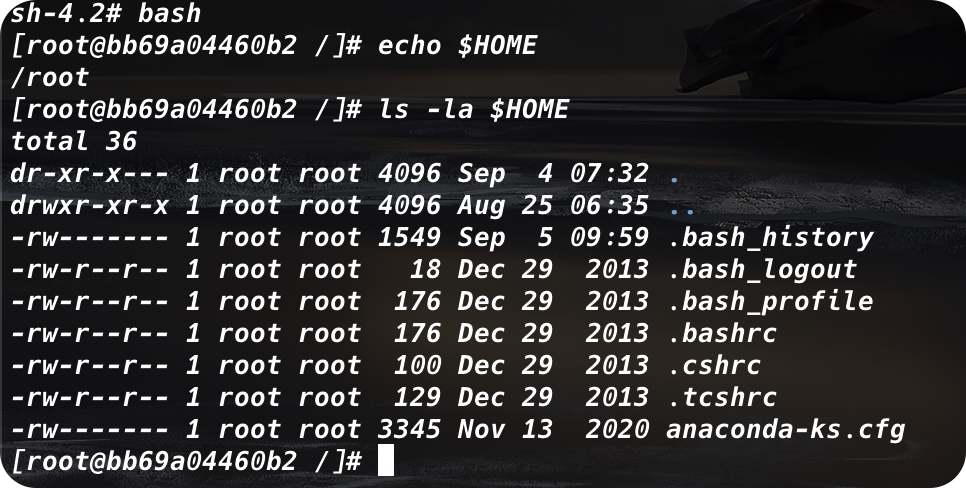 sh-4.2# bash
[root@bb69a04460b2 /]# echo $HOME
/root
[root@bb69a04460b2 /]# ls -la $HOME
total 36
dr-xr-x--- 1 root root 4096 Sep  4 07:32 .
drwxr-xr-x 1 root root 4096 Aug 25 06:35 ..
-rw------- 1 root root 1549 Sep  5 09:59 .bash_history
-rw-r--r-- 1 root root   18 Dec 29  2013 .bash_logout
-rw-r--r-- 1 root root  176 Dec 29  2013 .bash_profile
-rw-r--r-- 1 root root  176 Dec 29  2013 .bashrc
-rw-r--r-- 1 root root  100 Dec 29  2013 .cshrc
-rw-r--r-- 1 root root  129 Dec 29  2013 .tcshrc
-rw------- 1 root root 3345 Nov 13  2020 anaconda-ks.cfg
[root@bb69a04460b2 /]#